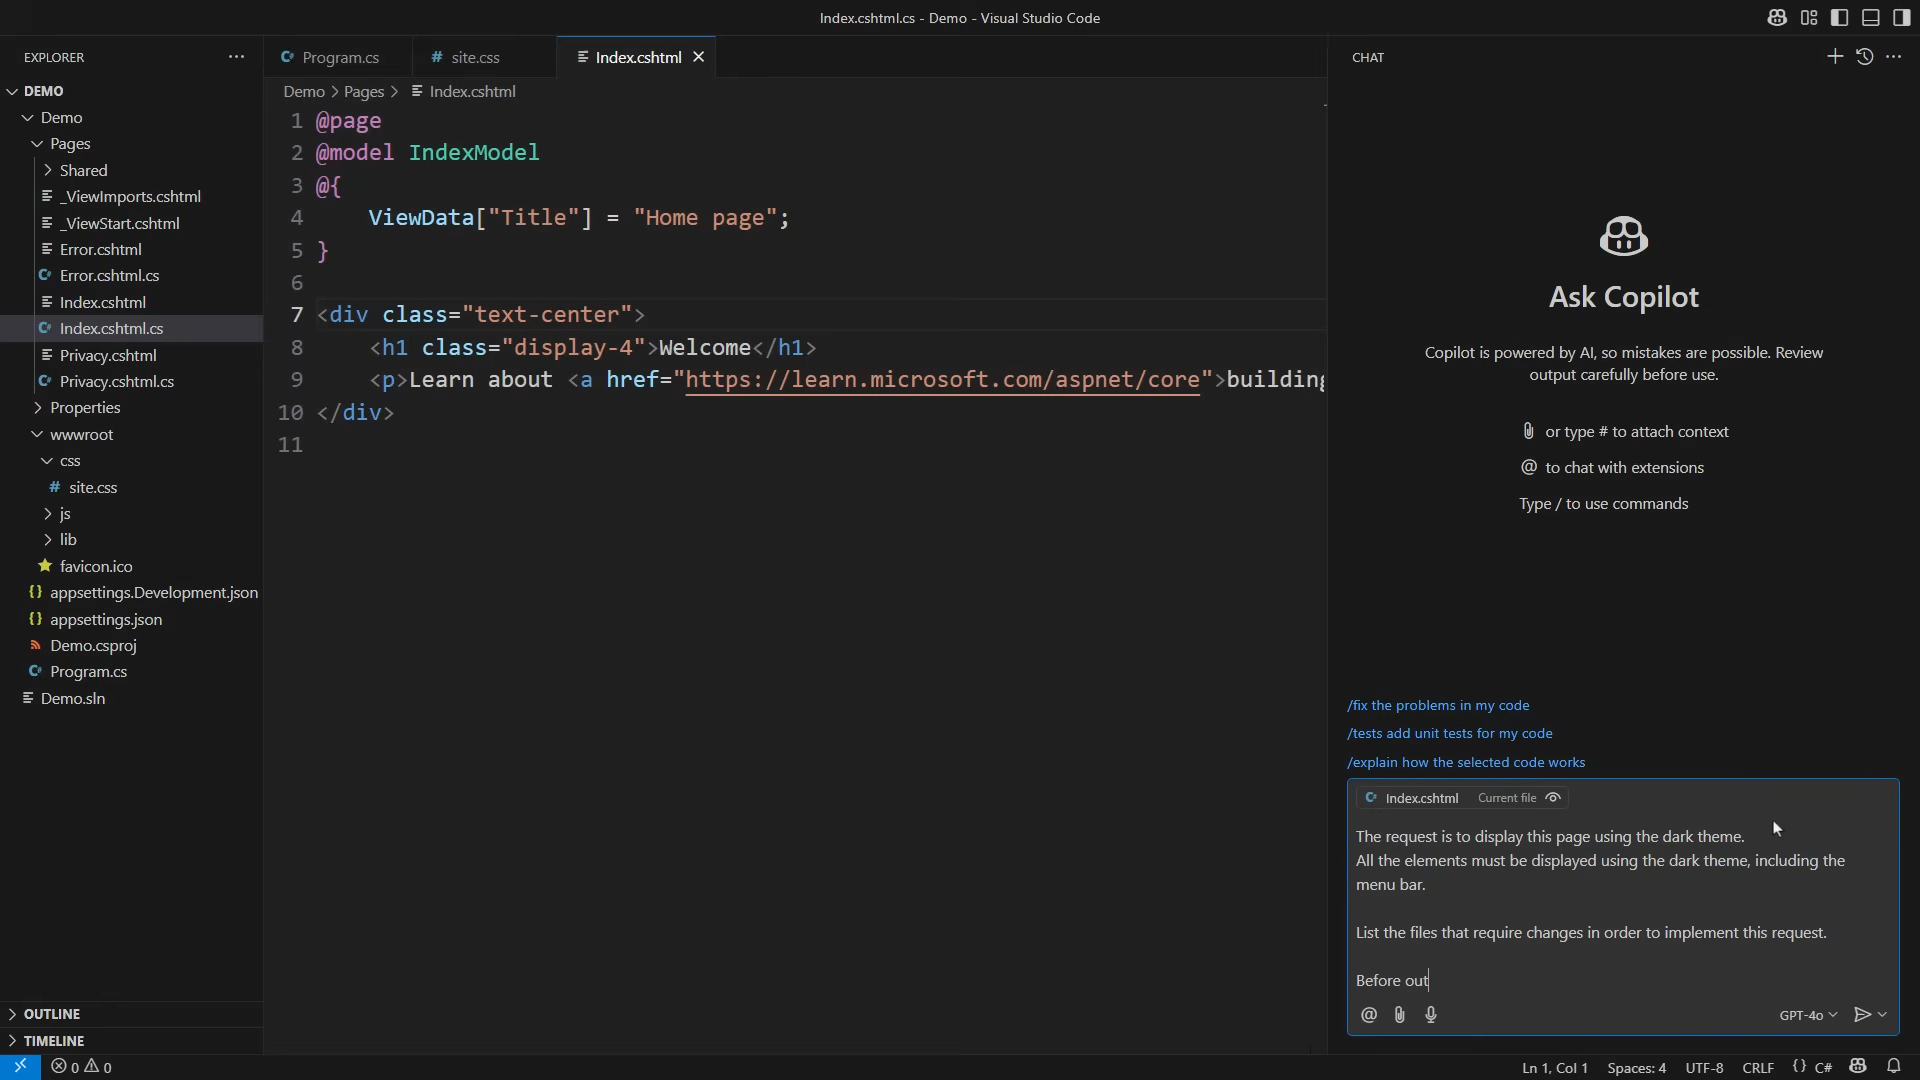 Index.cshtml.cs - Demo - Visual Studio Code
EXPLORER
DEMO
Demo
Pages
Shared
_ViewImports.cshtml
_ViewStart.cshtml
Error.cshtml
Error.cshtml.cs
Index.cshtml
Index.cshtml.cs
Privacy.cshtml
Privacy.cshtml.cs
Properties
wwwroot
css
# site.css
js
lib
favicon.ico
{} appsettings.Development.json
{} appsettings.json
Demo.csproj
Program.cs
Demo.sln
OUTLINE
TIMELINE
Program.cs
# site.css
Index.cshtml
Demo > Pages > Index.cshtml
1 @page
2 @model IndexModel
3 @{
4 ViewData["Title"] = "Home page";
5 }
6
7 <div class="text-center">
8 <h1 class="display-4">Welcome</h1>
9 <p>Learn about <a href="https://learn.microsoft.com/aspnet/core">building
10 </div>
11
CHAT
Ask Copilot
Copilot is powered by AI, so mistakes are possible. Review
output carefully before use.
or type # to attach context
@ to chat with extensions
Type / to use commands
/fix the problems in my code
/tests add unit tests for my code
/explain how the selected code works
Index.cshtml Current file
The request is to display this page using the dark theme.
All the elements must be displayed using the dark theme, including the
menu bar.
List the files that require changes in order to implement this request.
Before out
@
GPT-4o
0 0
Ln 1, Col 1 Spaces: 4 UTF-8 CRLF {} C#